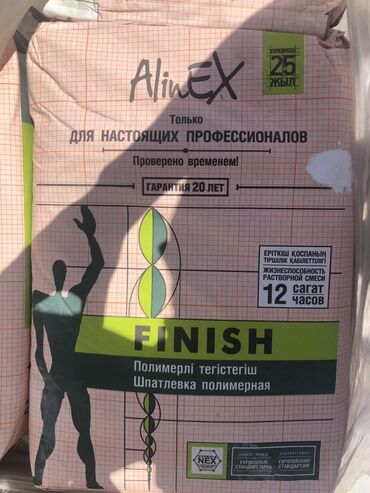 AlinEX
25
ЖЫЛ
Только
ДЛЯ НАСТОЯЩИХ ПРОФЕССИОНАЛОВ
Проверено временем!
ГАРАНТИЯ 20 ЛЕТ
ЕРІТКІШ ҚОСПАНЫҢ
ТІРШІЛІК ҚАБІЛЕТТІЛІГІ
ЖИЗНЕСПОСОБНОСТЬ
РАСТВОРНОЙ СМЕСИ
12 САҒАТ
ЧАСОВ
FINISH
Полимерлі тегістегіш
Шпатлевка полимерная
NEX
ЕУРОПАЛЫҚ
СТАНДАРТТАРҒА
ЕВРОПЕЙСКИМ
СТАНДАРТАМ